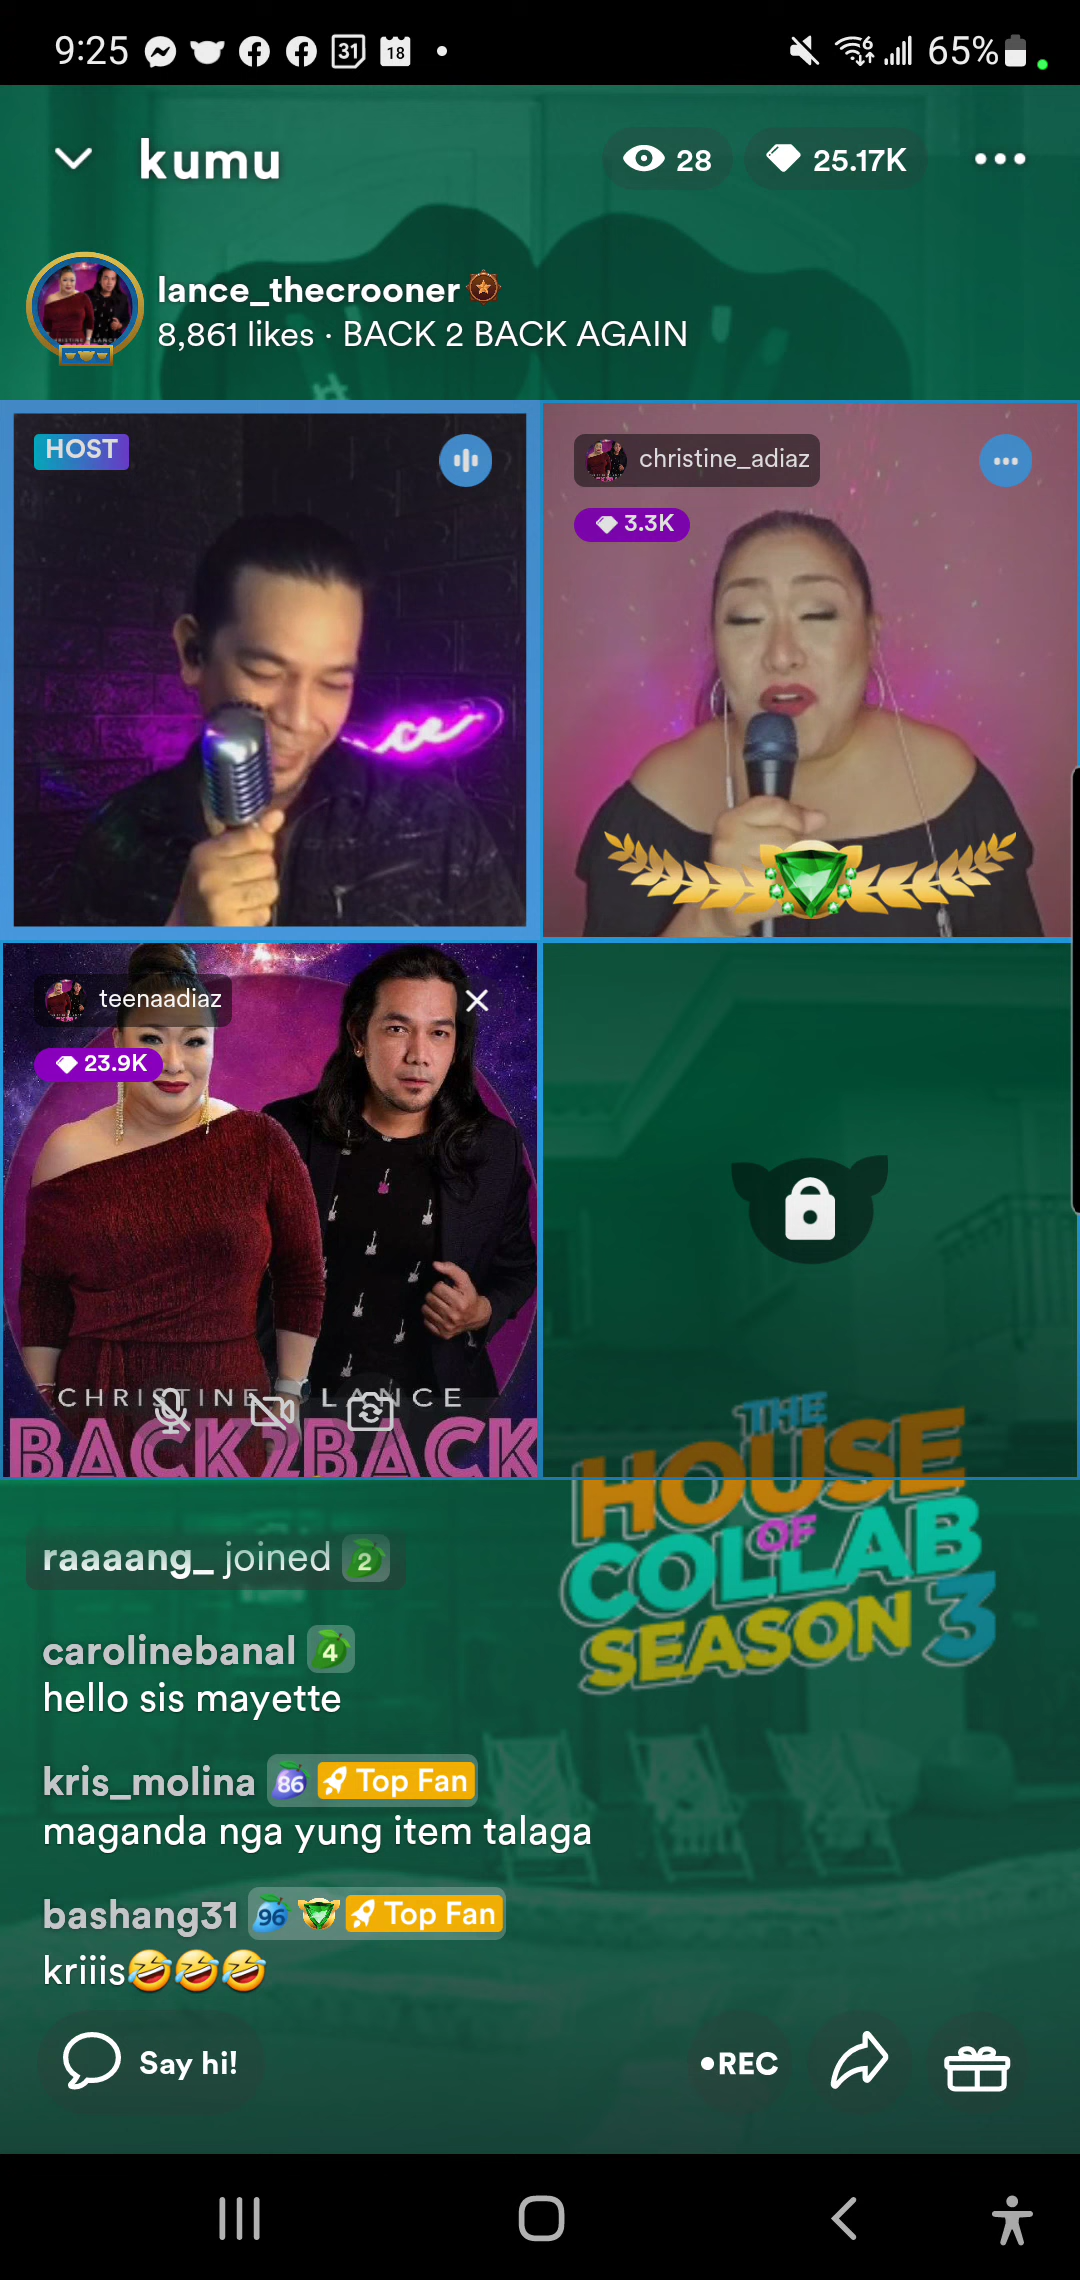 9:25 31 18 65%
kumu 28 25.17K
lance_thecrooner
8,861 likes · BACK 2 BACK AGAIN
HOST
christine_adiaz
3.3K
teenaadiaz
23.9K
CHRISTINE LANCE
BACK2BACK
THE
HOUSE
OF
COLLAB
SEASON 3
raaaang_ joined 2
carolinebanal 4
hello sis mayette
kris_molina 86 Top Fan
maganda nga yung item talaga
bashang31 96 Top Fan
kriiis🤣🤣🤣
Say hi!
•REC